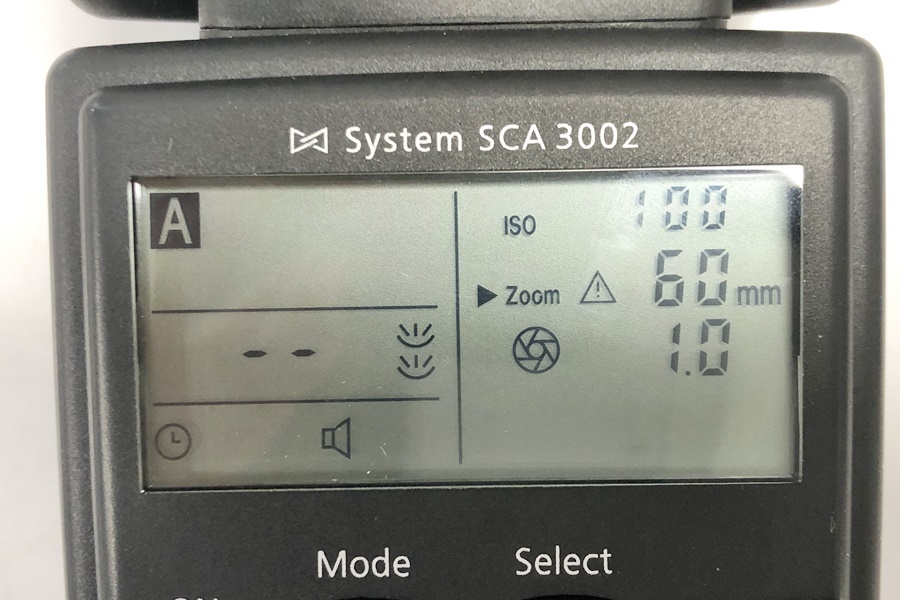 System SCA 3002
A
ISO 100
Zoom 60 mm
1.0
- -
Mode Select